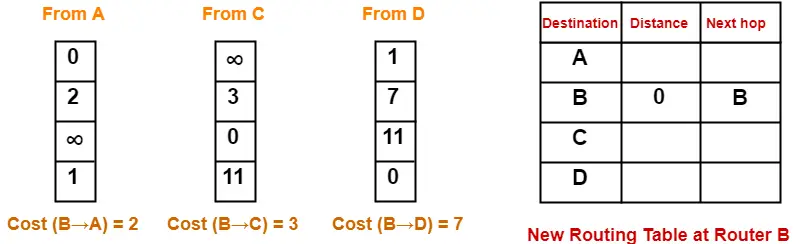 From A
From C
From D
0
2
∞
1
∞
3
0
11
1
7
11
0
Cost (B→A) = 2
Cost (B→C) = 3
Cost (B→D) = 7
Destination Distance Next hop
A
B 0 B
C
D
New Routing Table at Router B